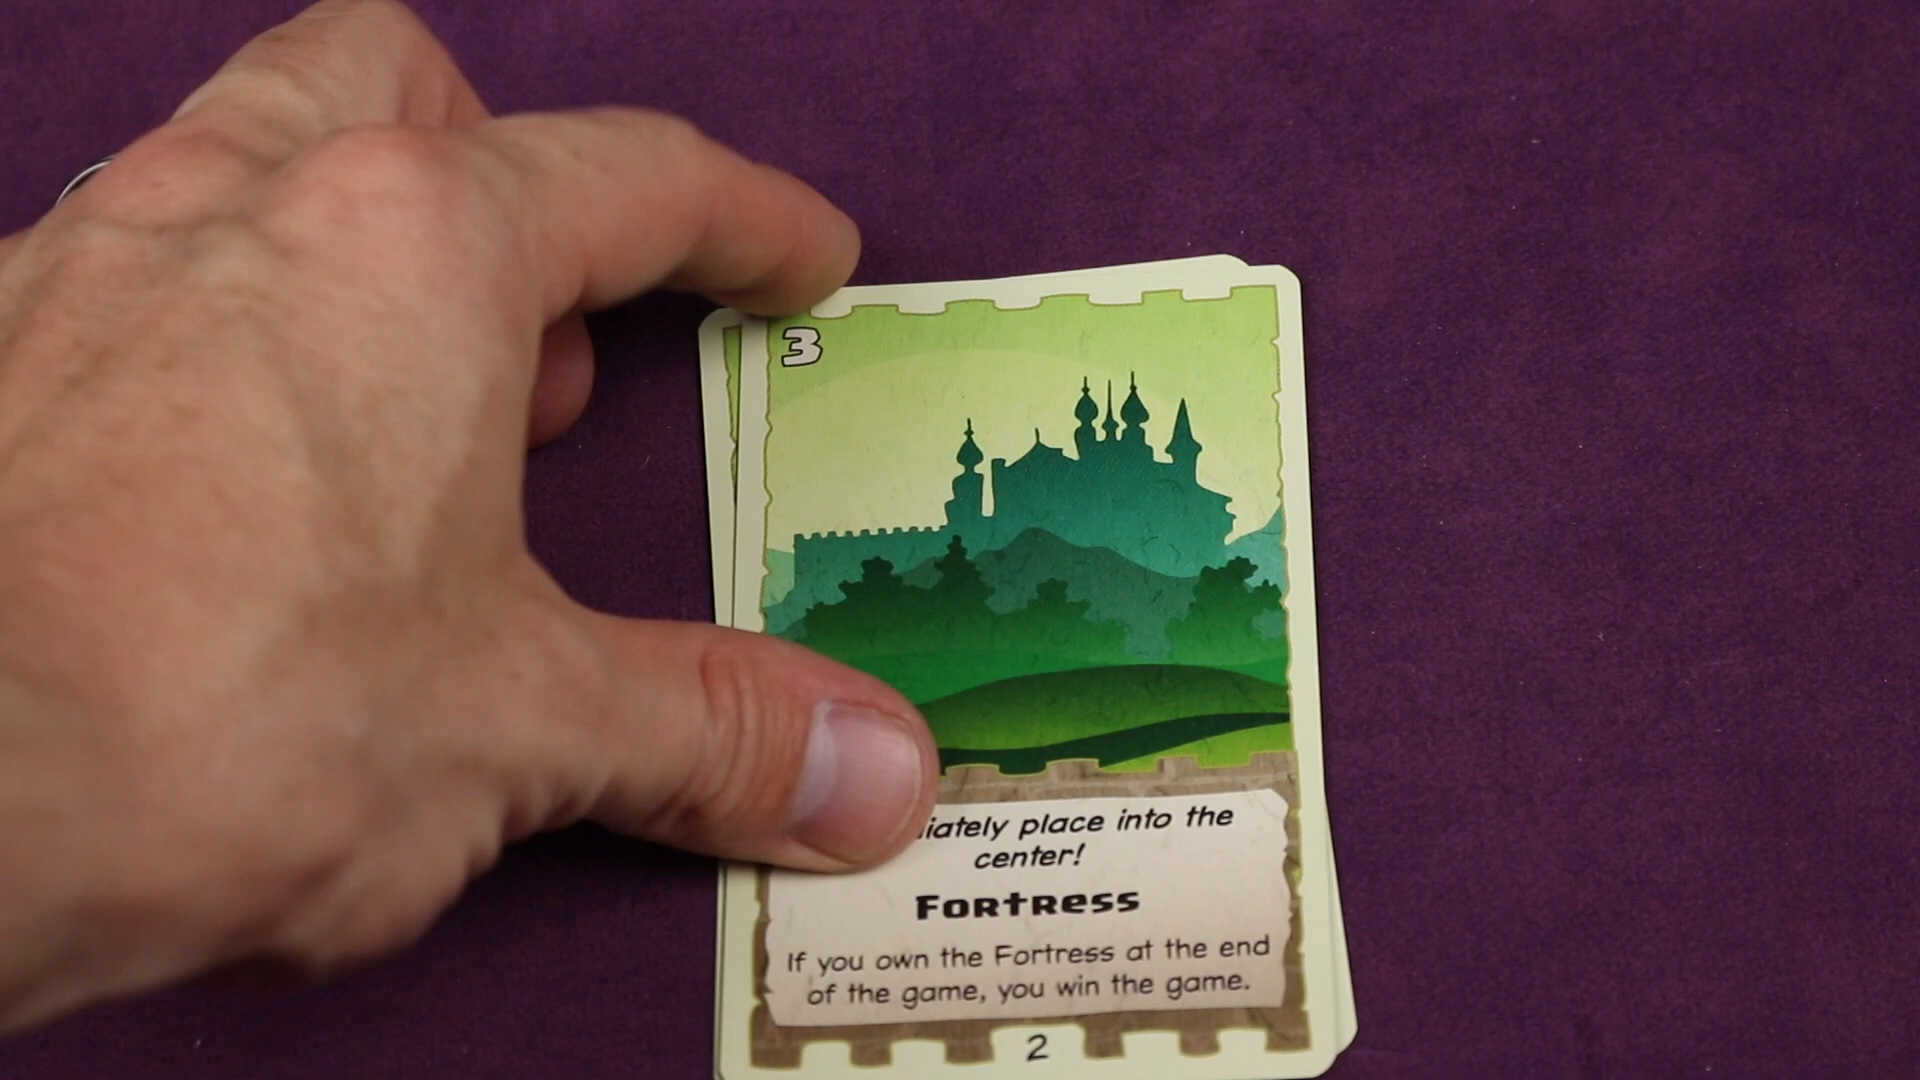 3
place into the
center!
Fortress
If you own the Fortress at the end
of the game, you win the game.
2